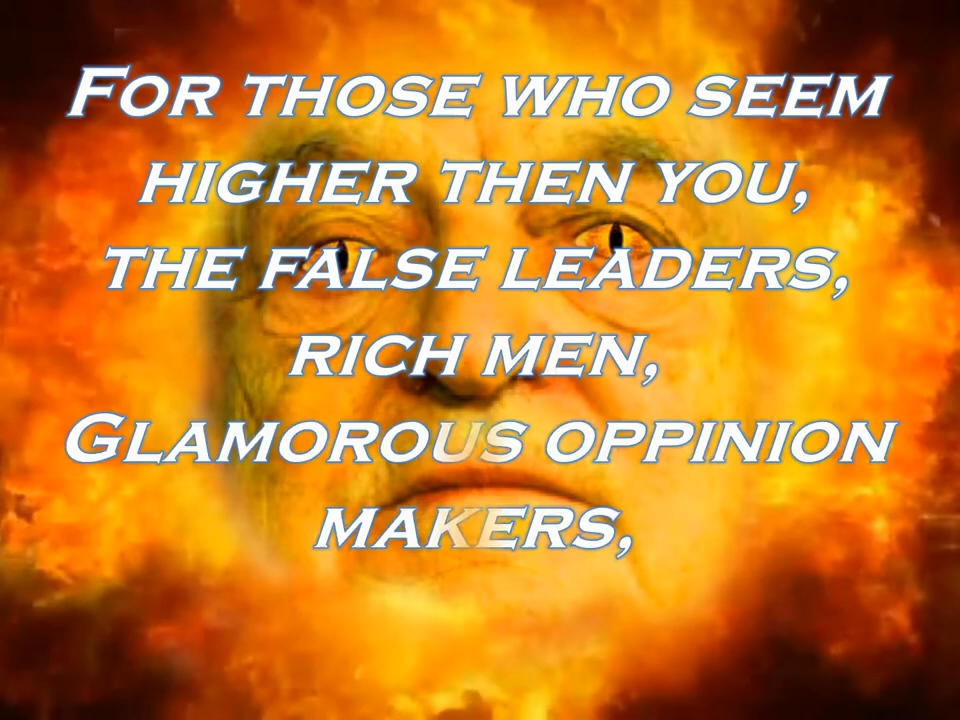 For those who seem
higher then you,
the false leaders,
rich men,
Glamorous oppinion
makers,